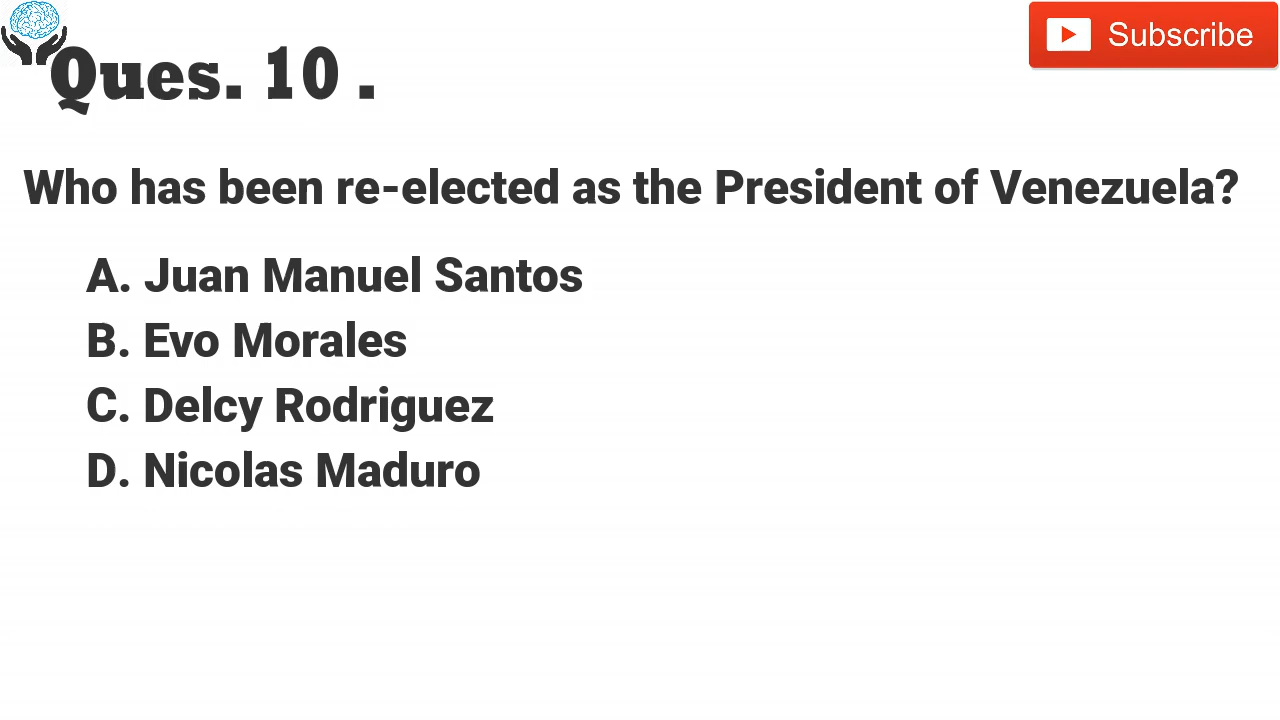 Subscribe
Ques. 10 .
Who has been re-elected as the President of Venezuela?
A. Juan Manuel Santos
B. Evo Morales
C. Delcy Rodriguez
D. Nicolas Maduro